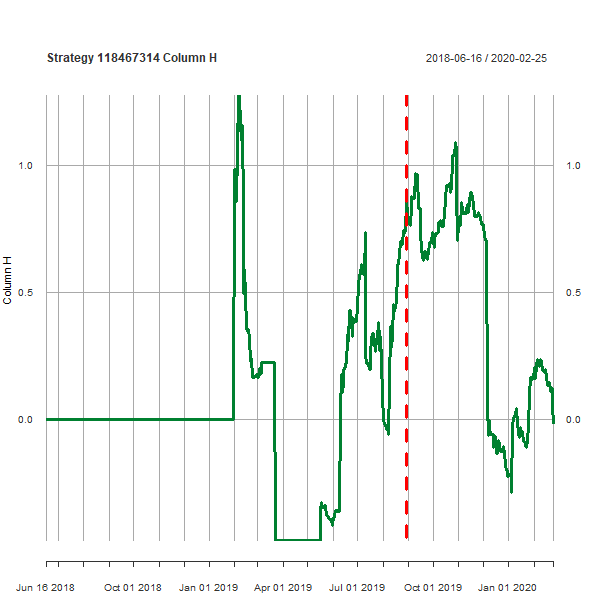 Strategy 118467314 Column H
2018-06-16 / 2020-02-25
1.0
1.0
0.5
0.5
0.0
0.0
Column H
Jun 16 2018
Oct 01 2018
Jan 01 2019
Apr 01 2019
Jul 01 2019
Oct 01 2019
Jan 01 2020